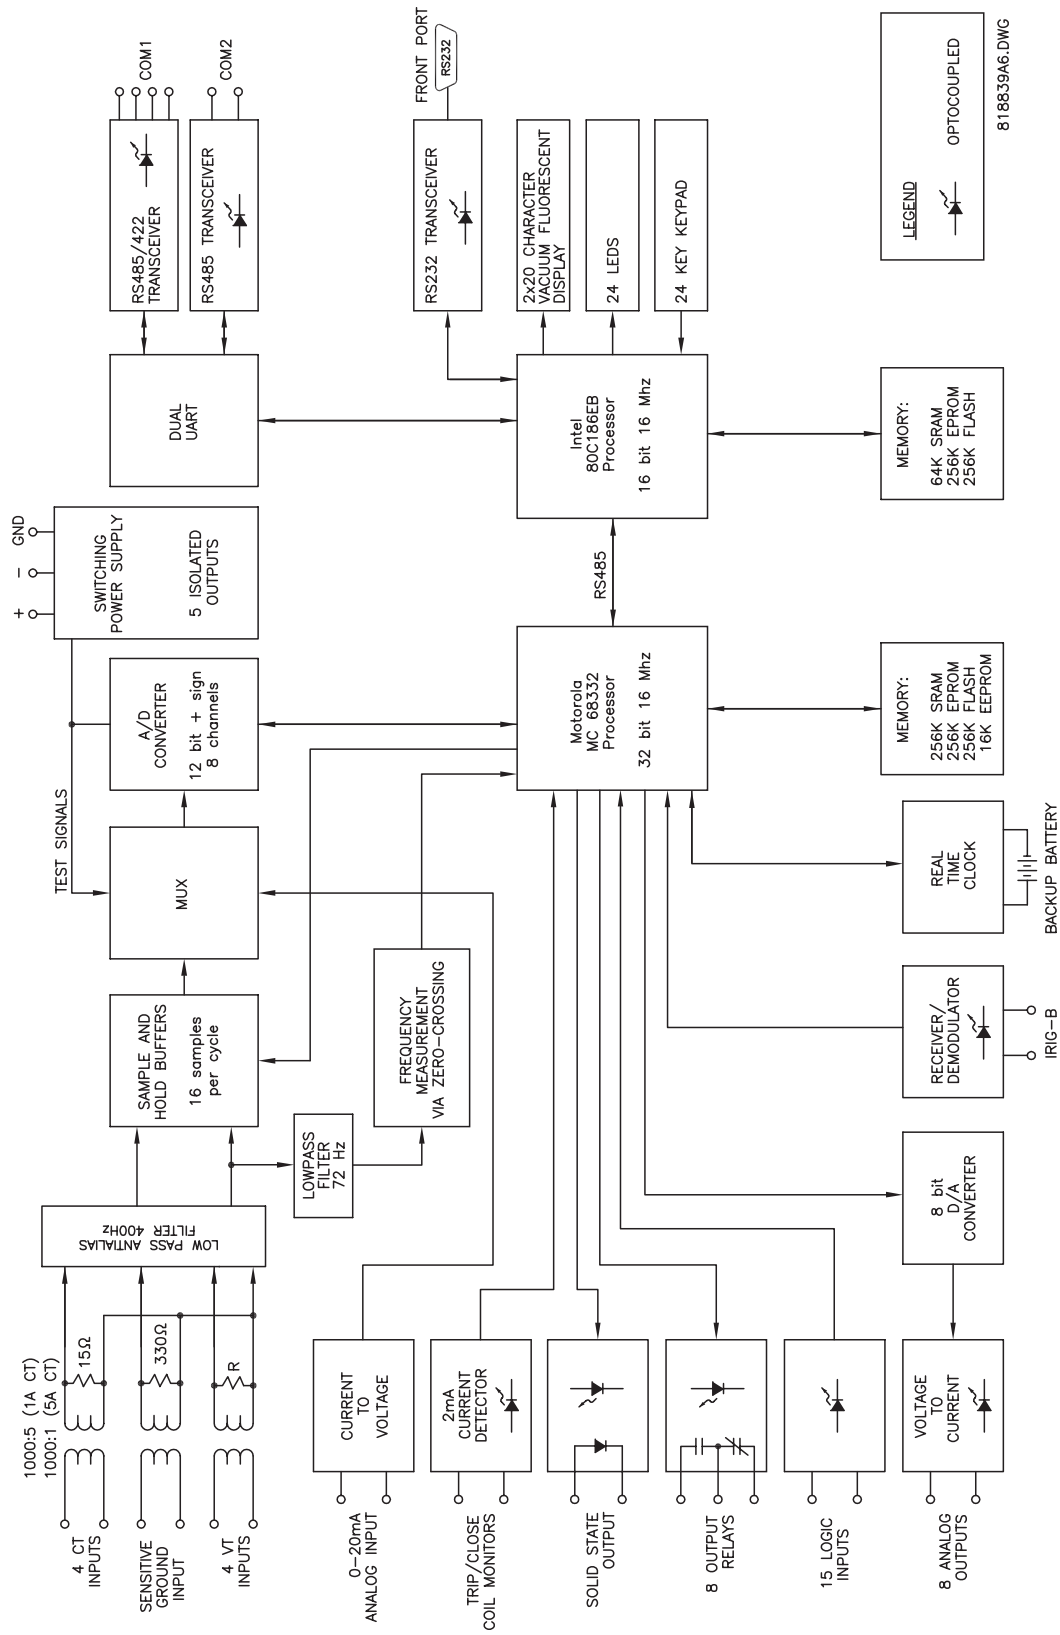 4 CT
INPUTS
1000:5 (1A CT)
1000:1 (5A CT)
15Ω
SENSITIVE
GROUND
INPUT
330Ω
4 VT
INPUTS
R
LOW PASS ANTIALIAS
FILTER 400Hz
SAMPLE AND
HOLD BUFFERS
16 samples
per cycle
MUX
TEST SIGNALS
A/D
CONVERTER
12 bit + sign
8 channels
+
-
GND
SWITCHING
POWER SUPPLY
5 ISOLATED
OUTPUTS
DUAL
UART
RS485/422
TRANSCEIVER
COM1
RS485 TRANSCEIVER
COM2
LOWPASS
FILTER
72 Hz
FREQUENCY
MEASUREMENT
VIA ZERO-CROSSING
0-20mA
ANALOG INPUT
CURRENT
TO
VOLTAGE
TRIP/CLOSE
COIL MONITORS
2mA
CURRENT
DETECTOR
SOLID STATE
OUTPUT
8 OUTPUT
RELAYS
15 LOGIC
INPUTS
8 ANALOG
OUTPUTS
VOLTAGE
TO
CURRENT
8 bit
D/A
CONVERTER
RECEIVER/
DEMODULATOR
IRIG-B
REAL
TIME
CLOCK
BACKUP BATTERY
Motorola
MC 68332
Processor
32 bit 16 Mhz
MEMORY:
256K SRAM
256K EPROM
256K FLASH
16K EEPROM
RS485
Intel
80C186EB
Processor
16 bit 16 Mhz
MEMORY:
64K SRAM
256K EPROM
256K FLASH
RS232 TRANSCEIVER
FRONT PORT
RS232
2x20 CHARACTER
VACUUM FLUORESCENT
DISPLAY
24 LEDS
24 KEY KEYPAD
LEGEND
OPTOCOUPLED
818839A6.DWG